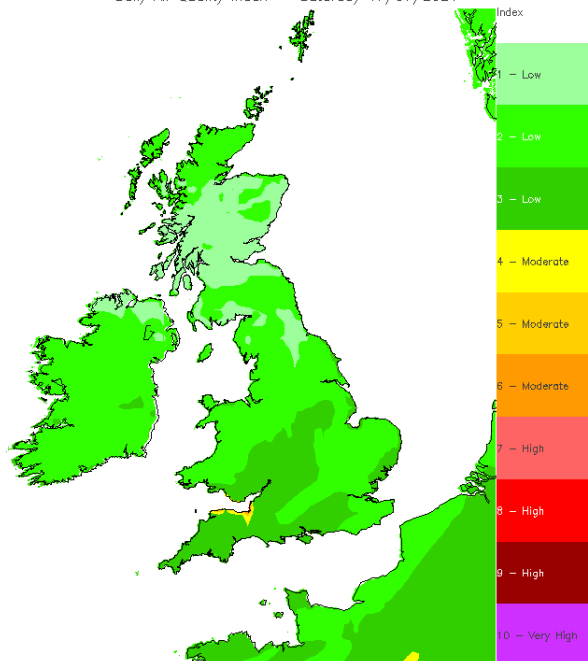 Index
1 - Low
2 - Low
3 - Low
4 - Moderate
5 - Moderate
6 - Moderate
7 - High
8 - High
9 - High
10 - Very High